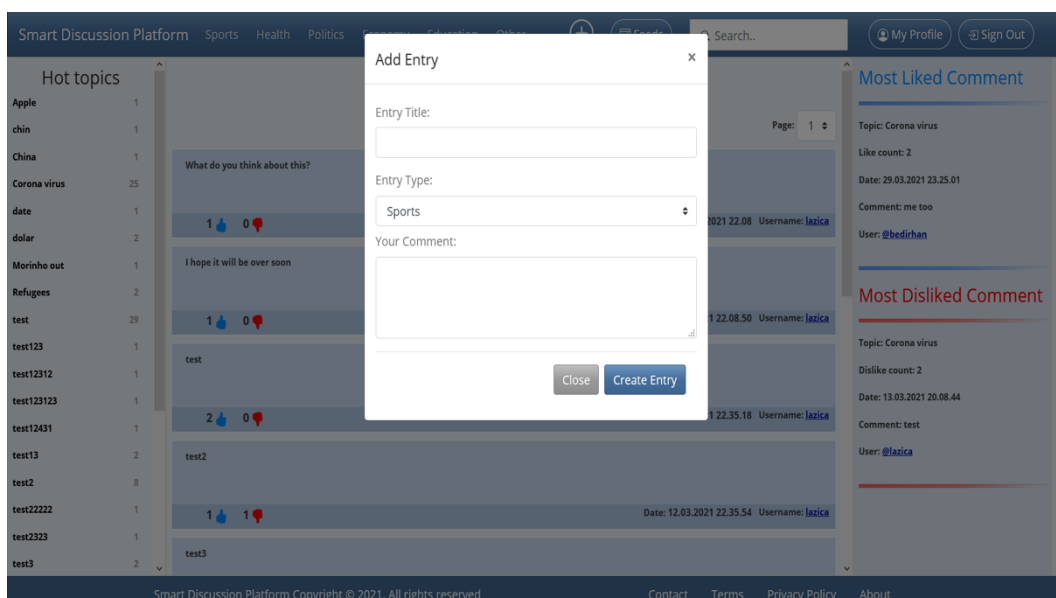 Smart Discussion Platform Sports Health Politics Economy Education Other Feeds Search.. My Profile Sign Out
Hot topics
Apple 1
chin 1
China 1
Corona virus 25
date 1
dolar 2
Morinho out 1
Refugees 2
test 29
test123 1
test12312 1
test123123 1
test12431 1
test13 2
test2 8
test22222 1
test2323 1
test3 2
Page: 1
What do you think about this?
1 0 2021 22.08 Username: lazica
I hope it will be over soon
1 0 1 22.08.50 Username: lazica
test
2 0 1 22.35.18 Username: lazica
test2
1 1 Date: 12.03.2021 22.35.54 Username: lazica
test3
Add Entry ×
Entry Title:
Entry Type:
Sports
Your Comment:
Close Create Entry
Most Liked Comment
Topic: Corona virus
Like count: 2
Date: 29.03.2021 23.25.01
Comment: me too
User: @bedirhan
Most Disliked Comment
Topic: Corona virus
Dislike count: 2
Date: 13.03.2021 20.08.44
Comment: test
User: @lazica
Smart Discussion Platform Copyright © 2021. All rights reserved Contact Terms Privacy Policy About